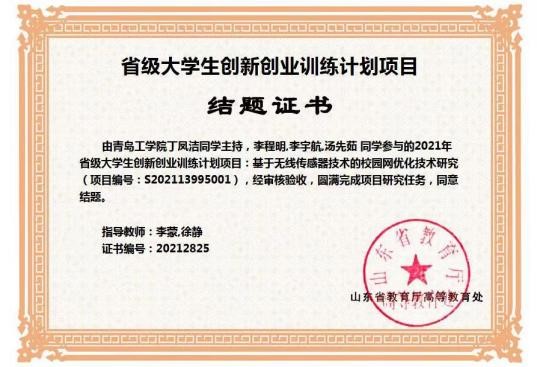 省级大学生创新创业训练计划项目
结题证书
由青岛工学院丁凤洁同学主持，李程明,李宇航,汤先茹 同学参与的2021年
省级大学生创新创业训练计划项目：基于无线传感器技术的校园网优化技术研究
（项目编号：S202113995001），经审核验收，圆满完成项目研究任务，同意
结题。
指导教师：李蒙,徐静
证书编号：20212825
山东省教育厅
高等教育处
山东省教育厅高等教育处